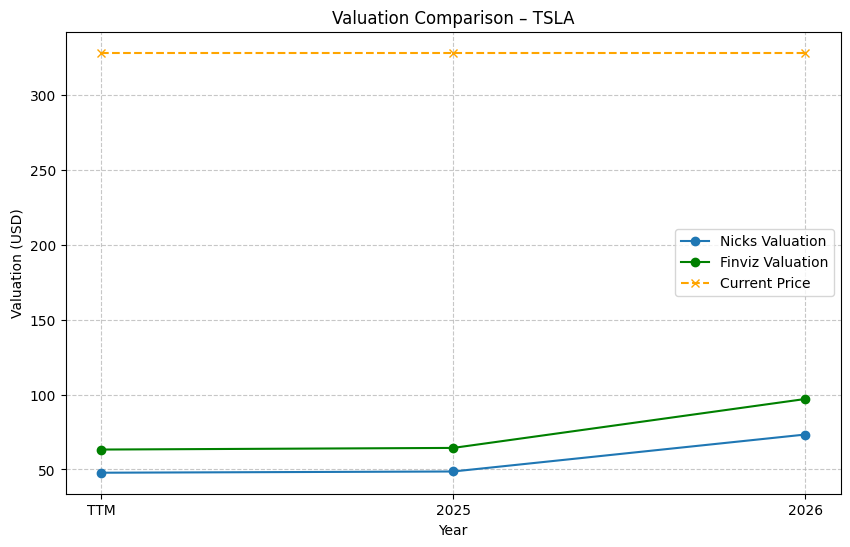 Valuation Comparison – TSLA
Valuation (USD)
300
250
200
150
100
50
Nicks Valuation
Finviz Valuation
Current Price
TTM
2025
2026
Year